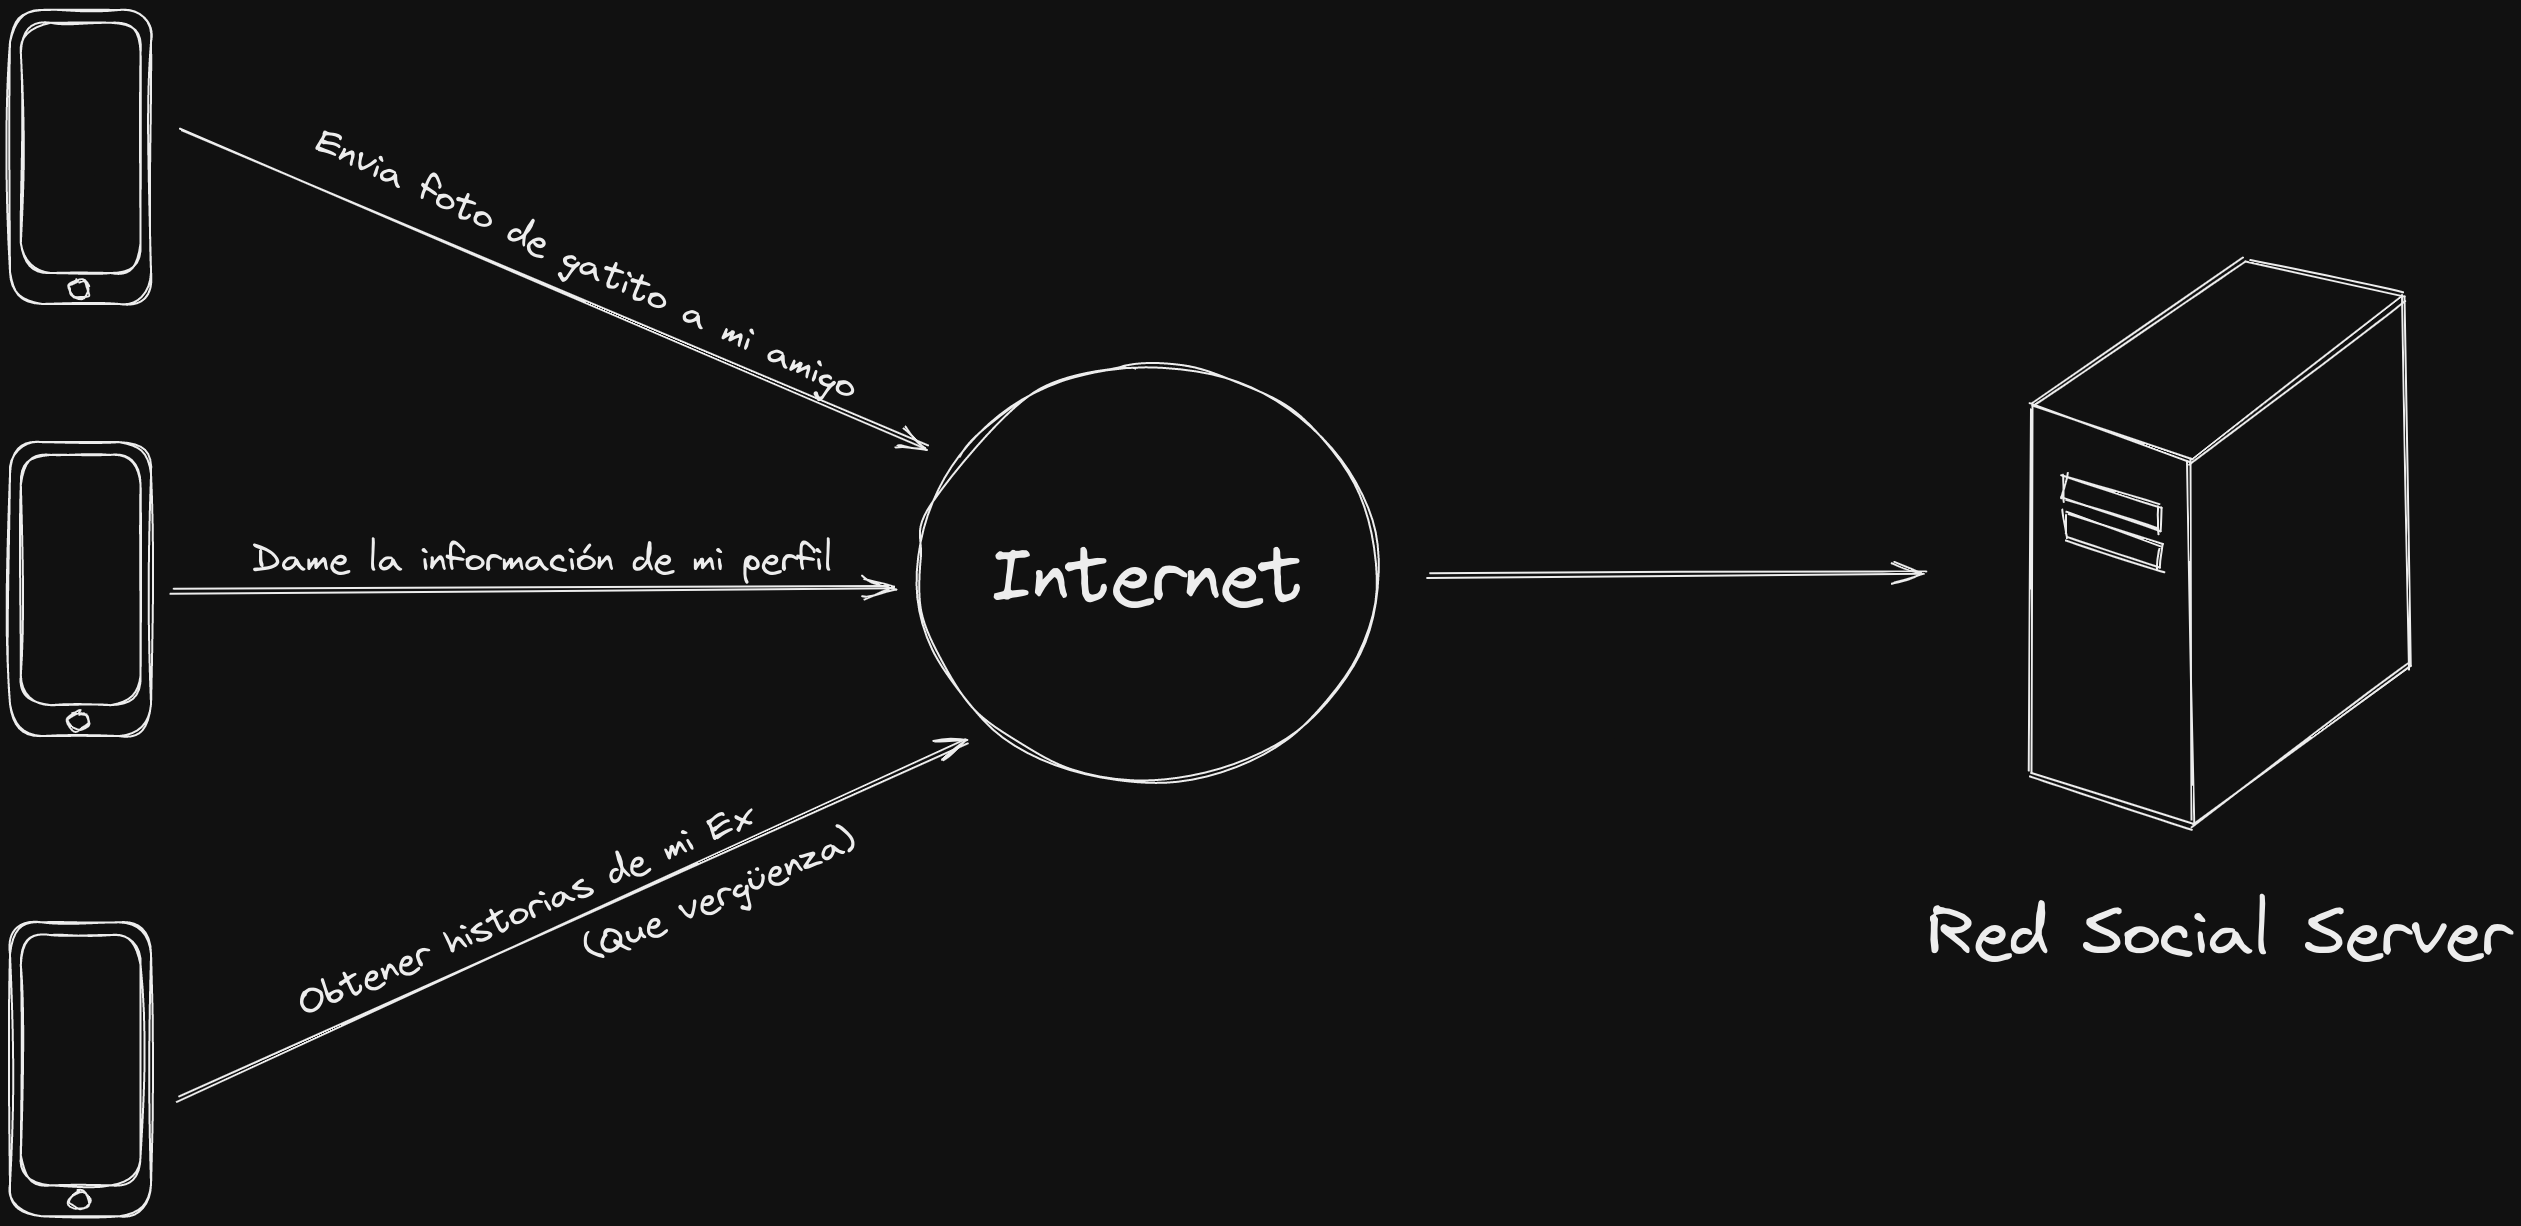 Envia foto de gatito a mi amigo
Dame la información de mi perfil
Internet
Obtener historias de mi Ex
(Que vergüenza)
Red Social Server